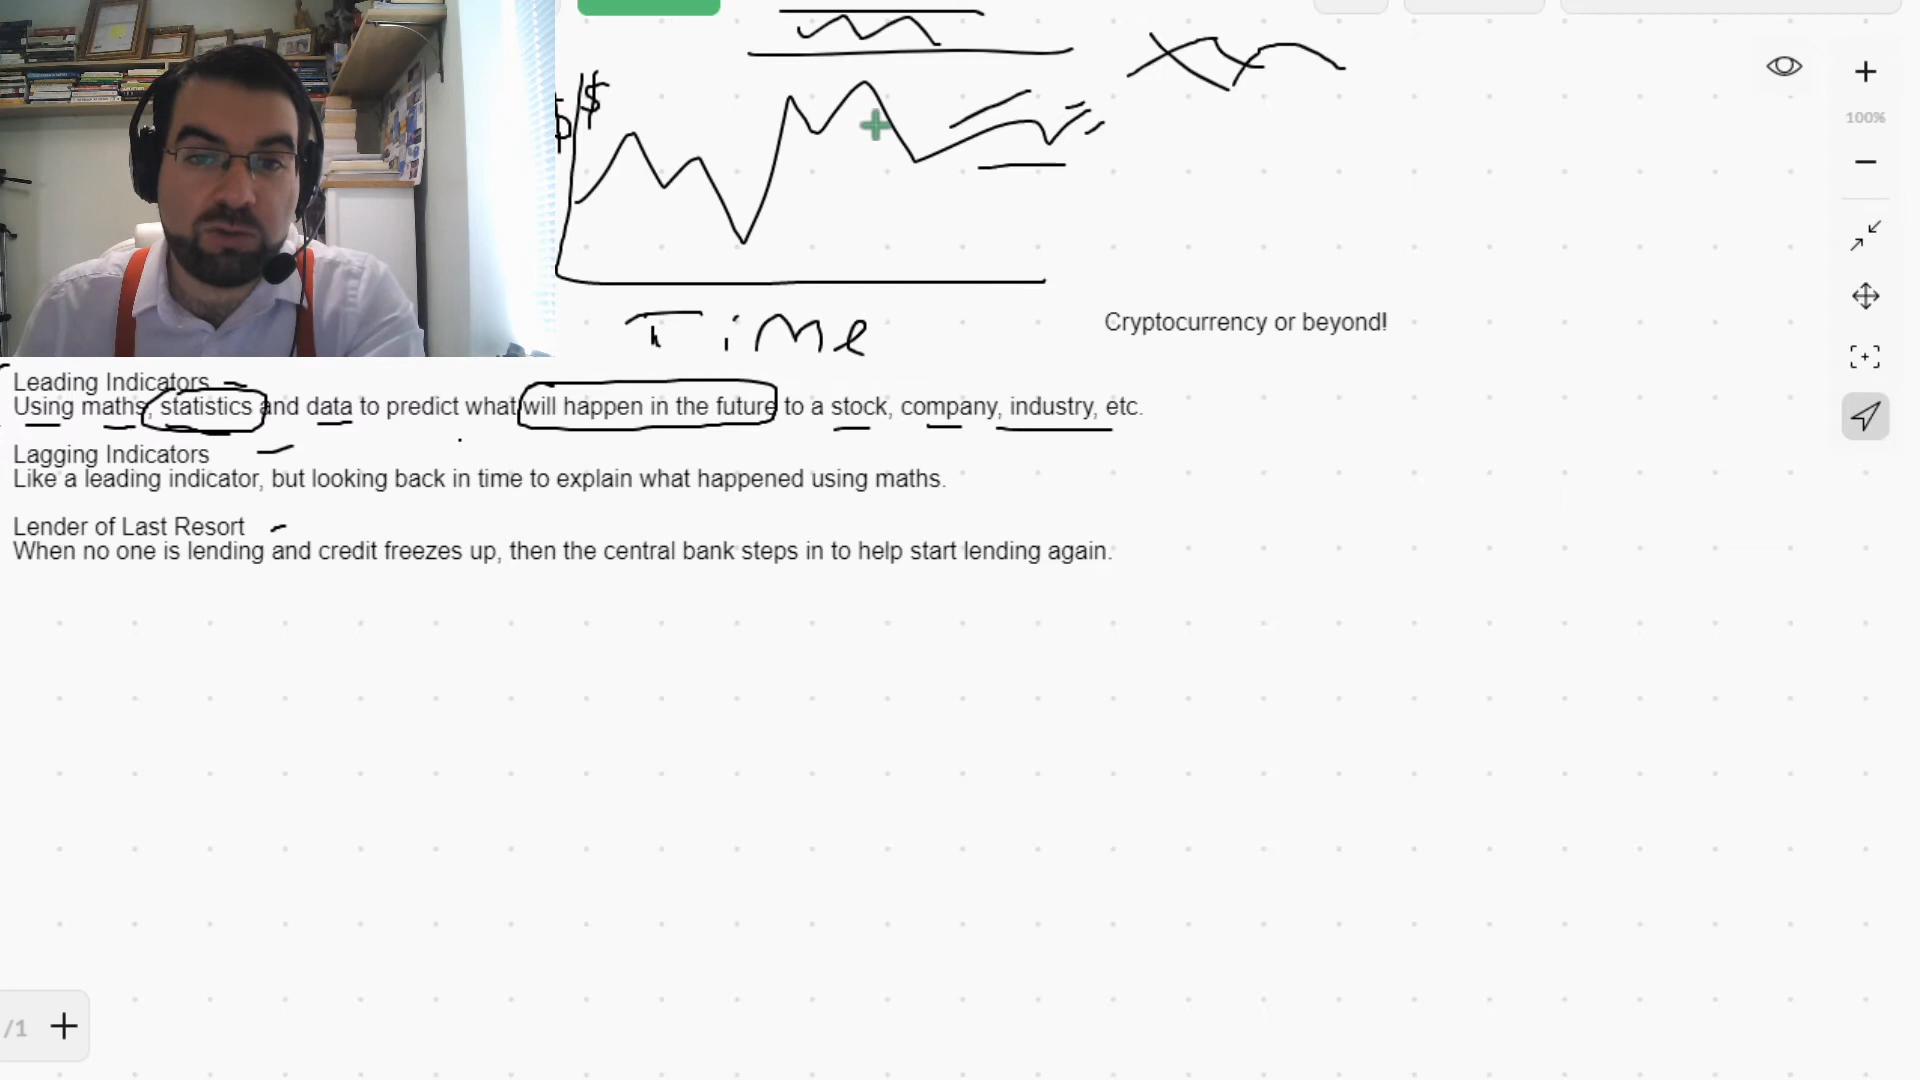 $
$
100%
Time
Cryptocurrency or beyond!
Leading Indicators
Using maths, statistics and data to predict what will happen in the future to a stock, company, industry, etc.
Lagging Indicators
Like a leading indicator, but looking back in time to explain what happened using maths.
Lender of Last Resort
When no one is lending and credit freezes up, then the central bank steps in to help start lending again.
/1